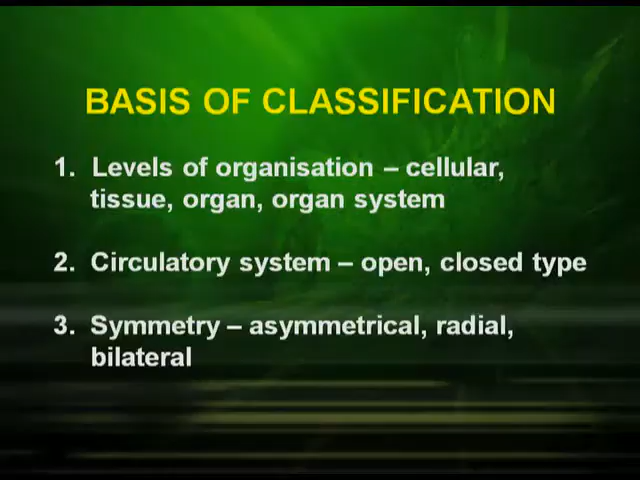 BASIS OF CLASSIFICATION
1. Levels of organisation – cellular,
tissue, organ, organ system
2. Circulatory system – open, closed type
3. Symmetry – asymmetrical, radial,
bilateral